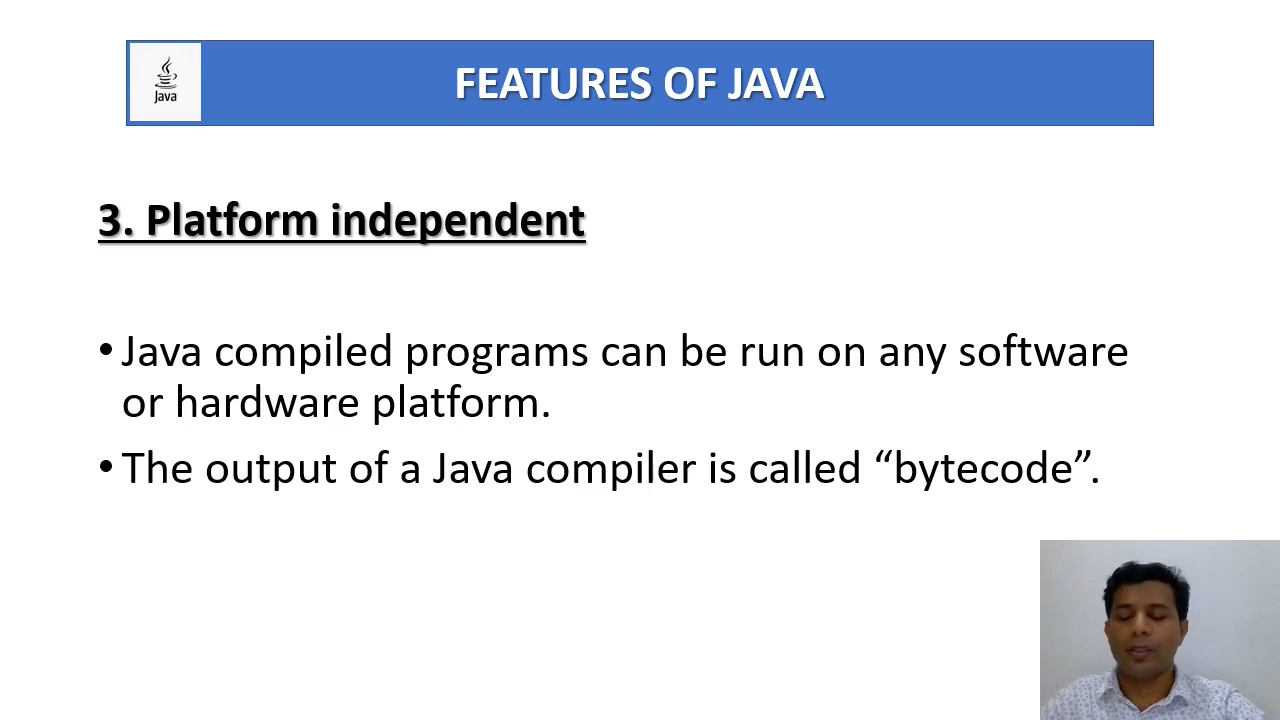 Java
FEATURES OF JAVA
3. Platform independent
•Java compiled programs can be run on any software
or hardware platform.
•The output of a Java compiler is called “bytecode”.